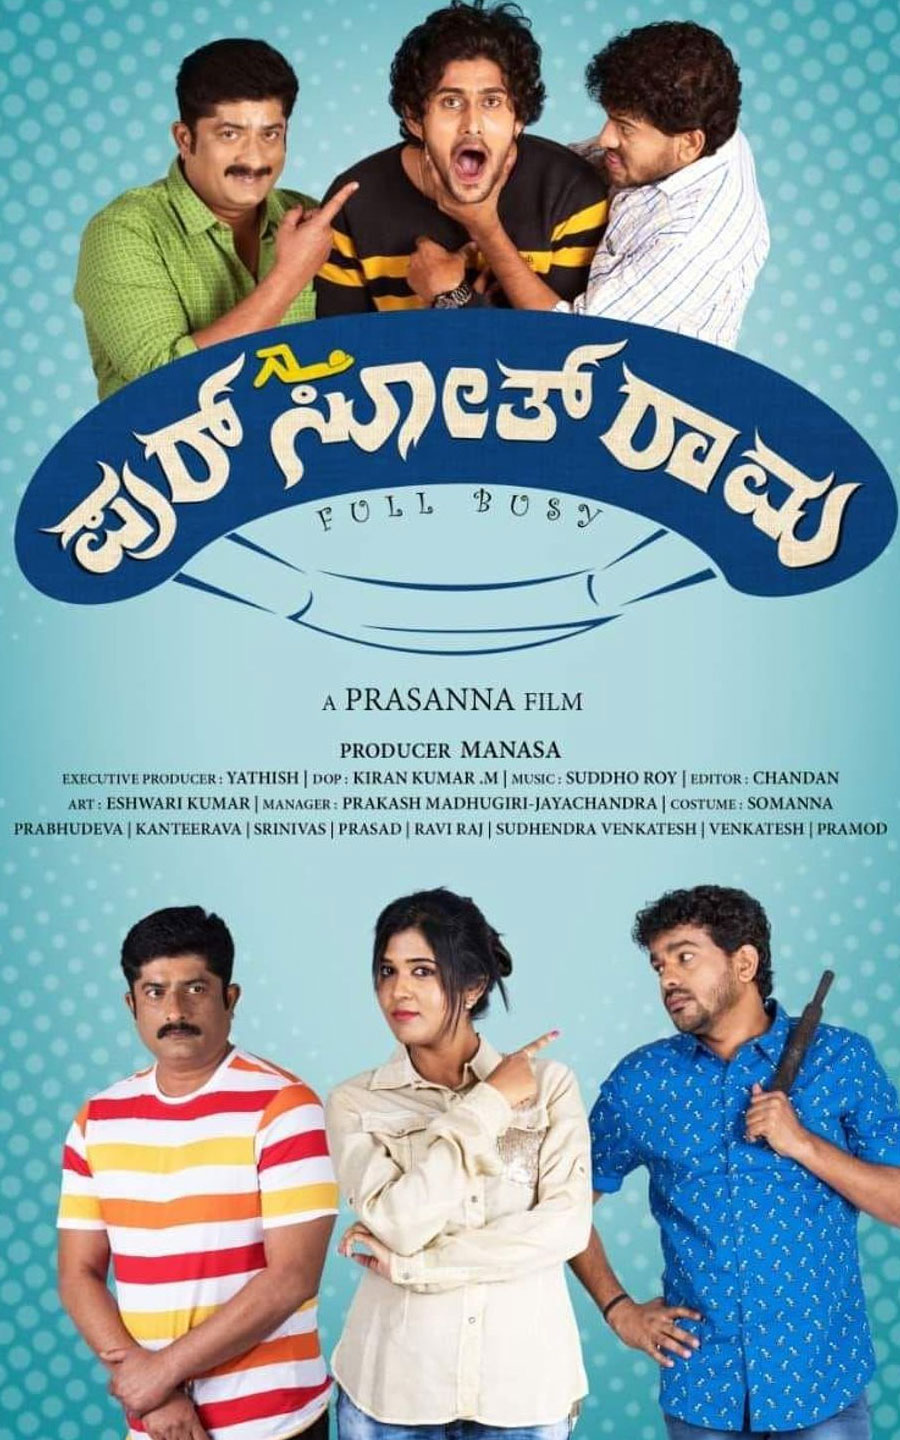 ಪುರ್ ಸೋತ್ ರಾಮ
FULL BUSY
A PRASANNA FILM
PRODUCER MANASA
EXECUTIVE PRODUCER : YATHISH | DOP : KIRAN KUMAR .M | MUSIC : SUDDHO ROY | EDITOR : CHANDAN
ART : ESHWARI KUMAR | MANAGER : PRAKASH MADHUGIRI-JAYACHANDRA | COSTUME : SOMANNA
PRABHUDEVA | KANTEERAVA | SRINIVAS | PRASAD | RAVI RAJ | SUDHENDRA VENKATESH | VENKATESH | PRAMOD